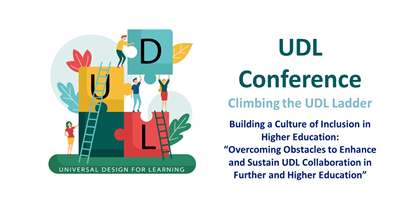 D
U
L
UNIVERSAL DESIGN FOR LEARNING
UDL
Conference
Climbing the UDL Ladder
Building a Culture of Inclusion in
Higher Education:
“Overcoming Obstacles to Enhance
and Sustain UDL Collaboration in
Further and Higher Education”